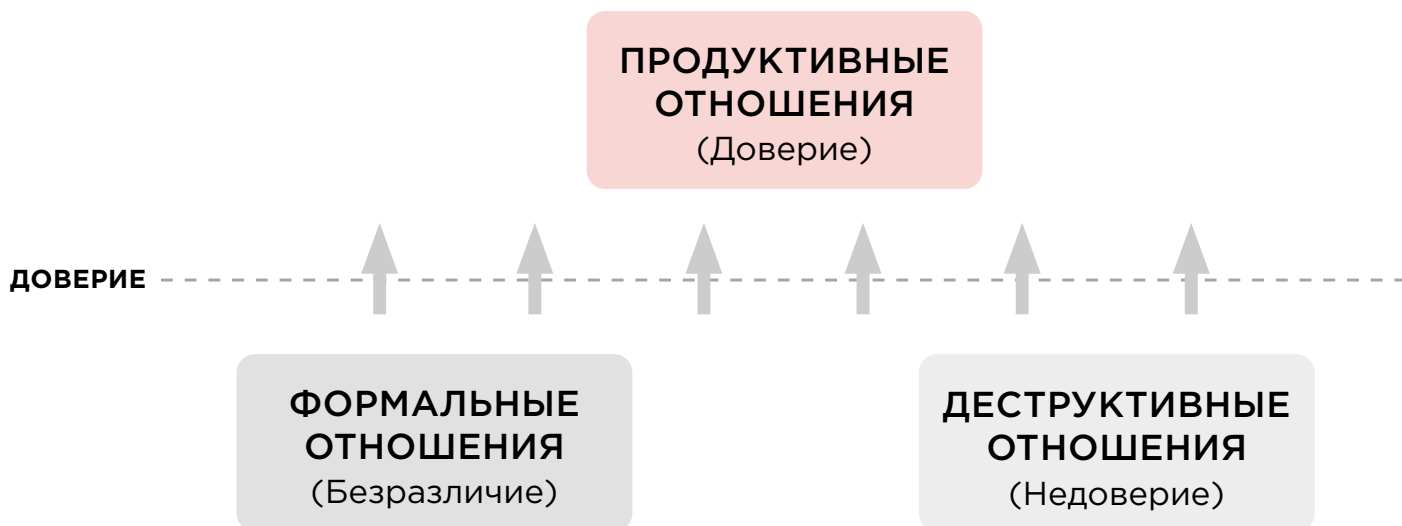 ПРОДУКТИВНЫЕ
ОТНОШЕНИЯ
(Доверие)
ДОВЕРИЕ
ФОРМАЛЬНЫЕ
ОТНОШЕНИЯ
(Безразличие)
ДЕСТРУКТИВНЫЕ
ОТНОШЕНИЯ
(Недоверие)